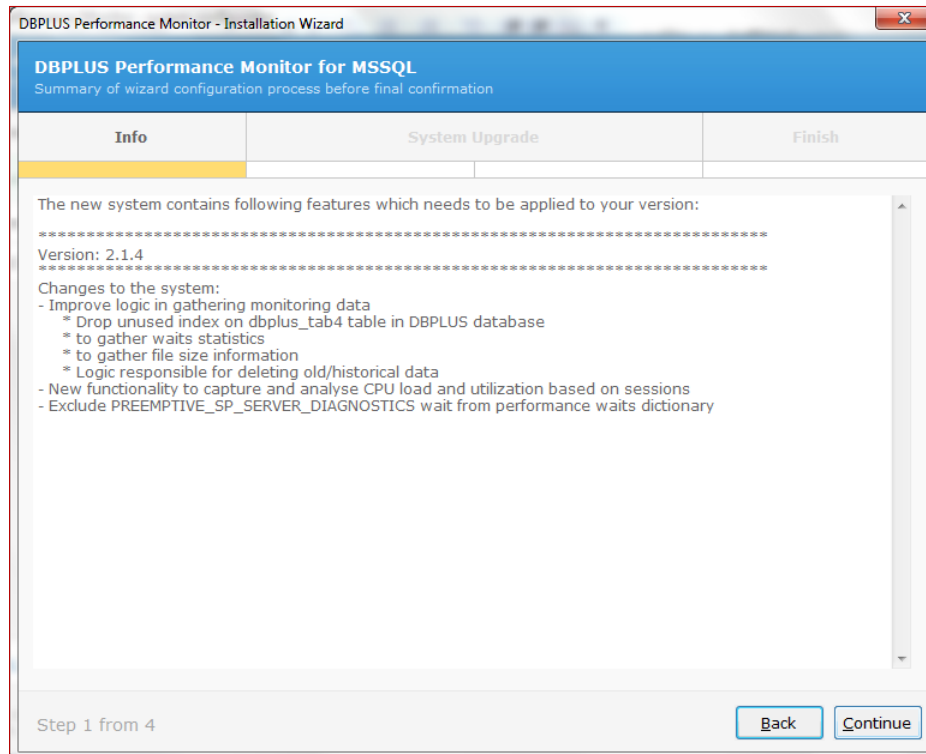 DBPLUS Performance Monitor - Installation Wizard
DBPLUS Performance Monitor for MSSQL
Summary of wizard configuration process before final confirmation
Info
System Upgrade
Finish
The new system contains following features which needs to be applied to your version:
****************************************************************************
Version: 2.1.4
****************************************************************************
Changes to the system:
- Improve logic in gathering monitoring data
* Drop unused index on dbplus_tab4 table in DBPLUS database
* to gather waits statistics
* to gather file size information
* Logic responsible for deleting old/historical data
- New functionality to capture and analyse CPU load and utilization based on sessions
- Exclude PREEMPTIVE_SP_SERVER_DIAGNOSTICS wait from performance waits dictionary
Step 1 from 4
Back
Continue